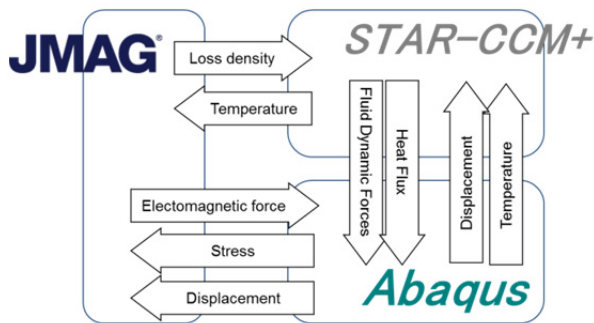 JMAG®
STAR-CCM+
Loss density
Temperature
Fluid Dynamic Forces
Heat Flux
Displacement
Temperature
Electomagnetic force
Stress
Displacement
Abaqus